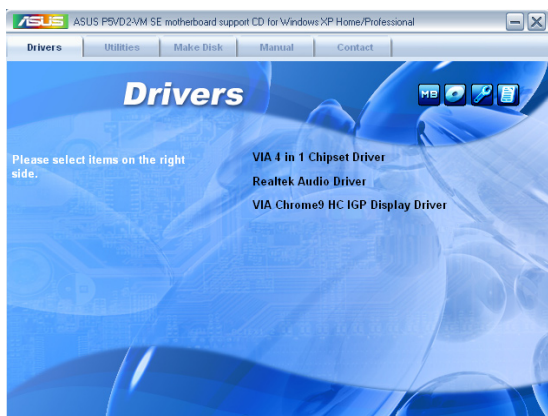 ASUS ASUS P5VD2-VM SE motherboard support CD for Windows XP Home/Professional
Drivers Utilities Make Disk Manual Contact
Drivers
MB
Please select items on the right
side.
VIA 4 in 1 Chipset Driver
Realtek Audio Driver
VIA Chrome9 HC IGP Display Driver